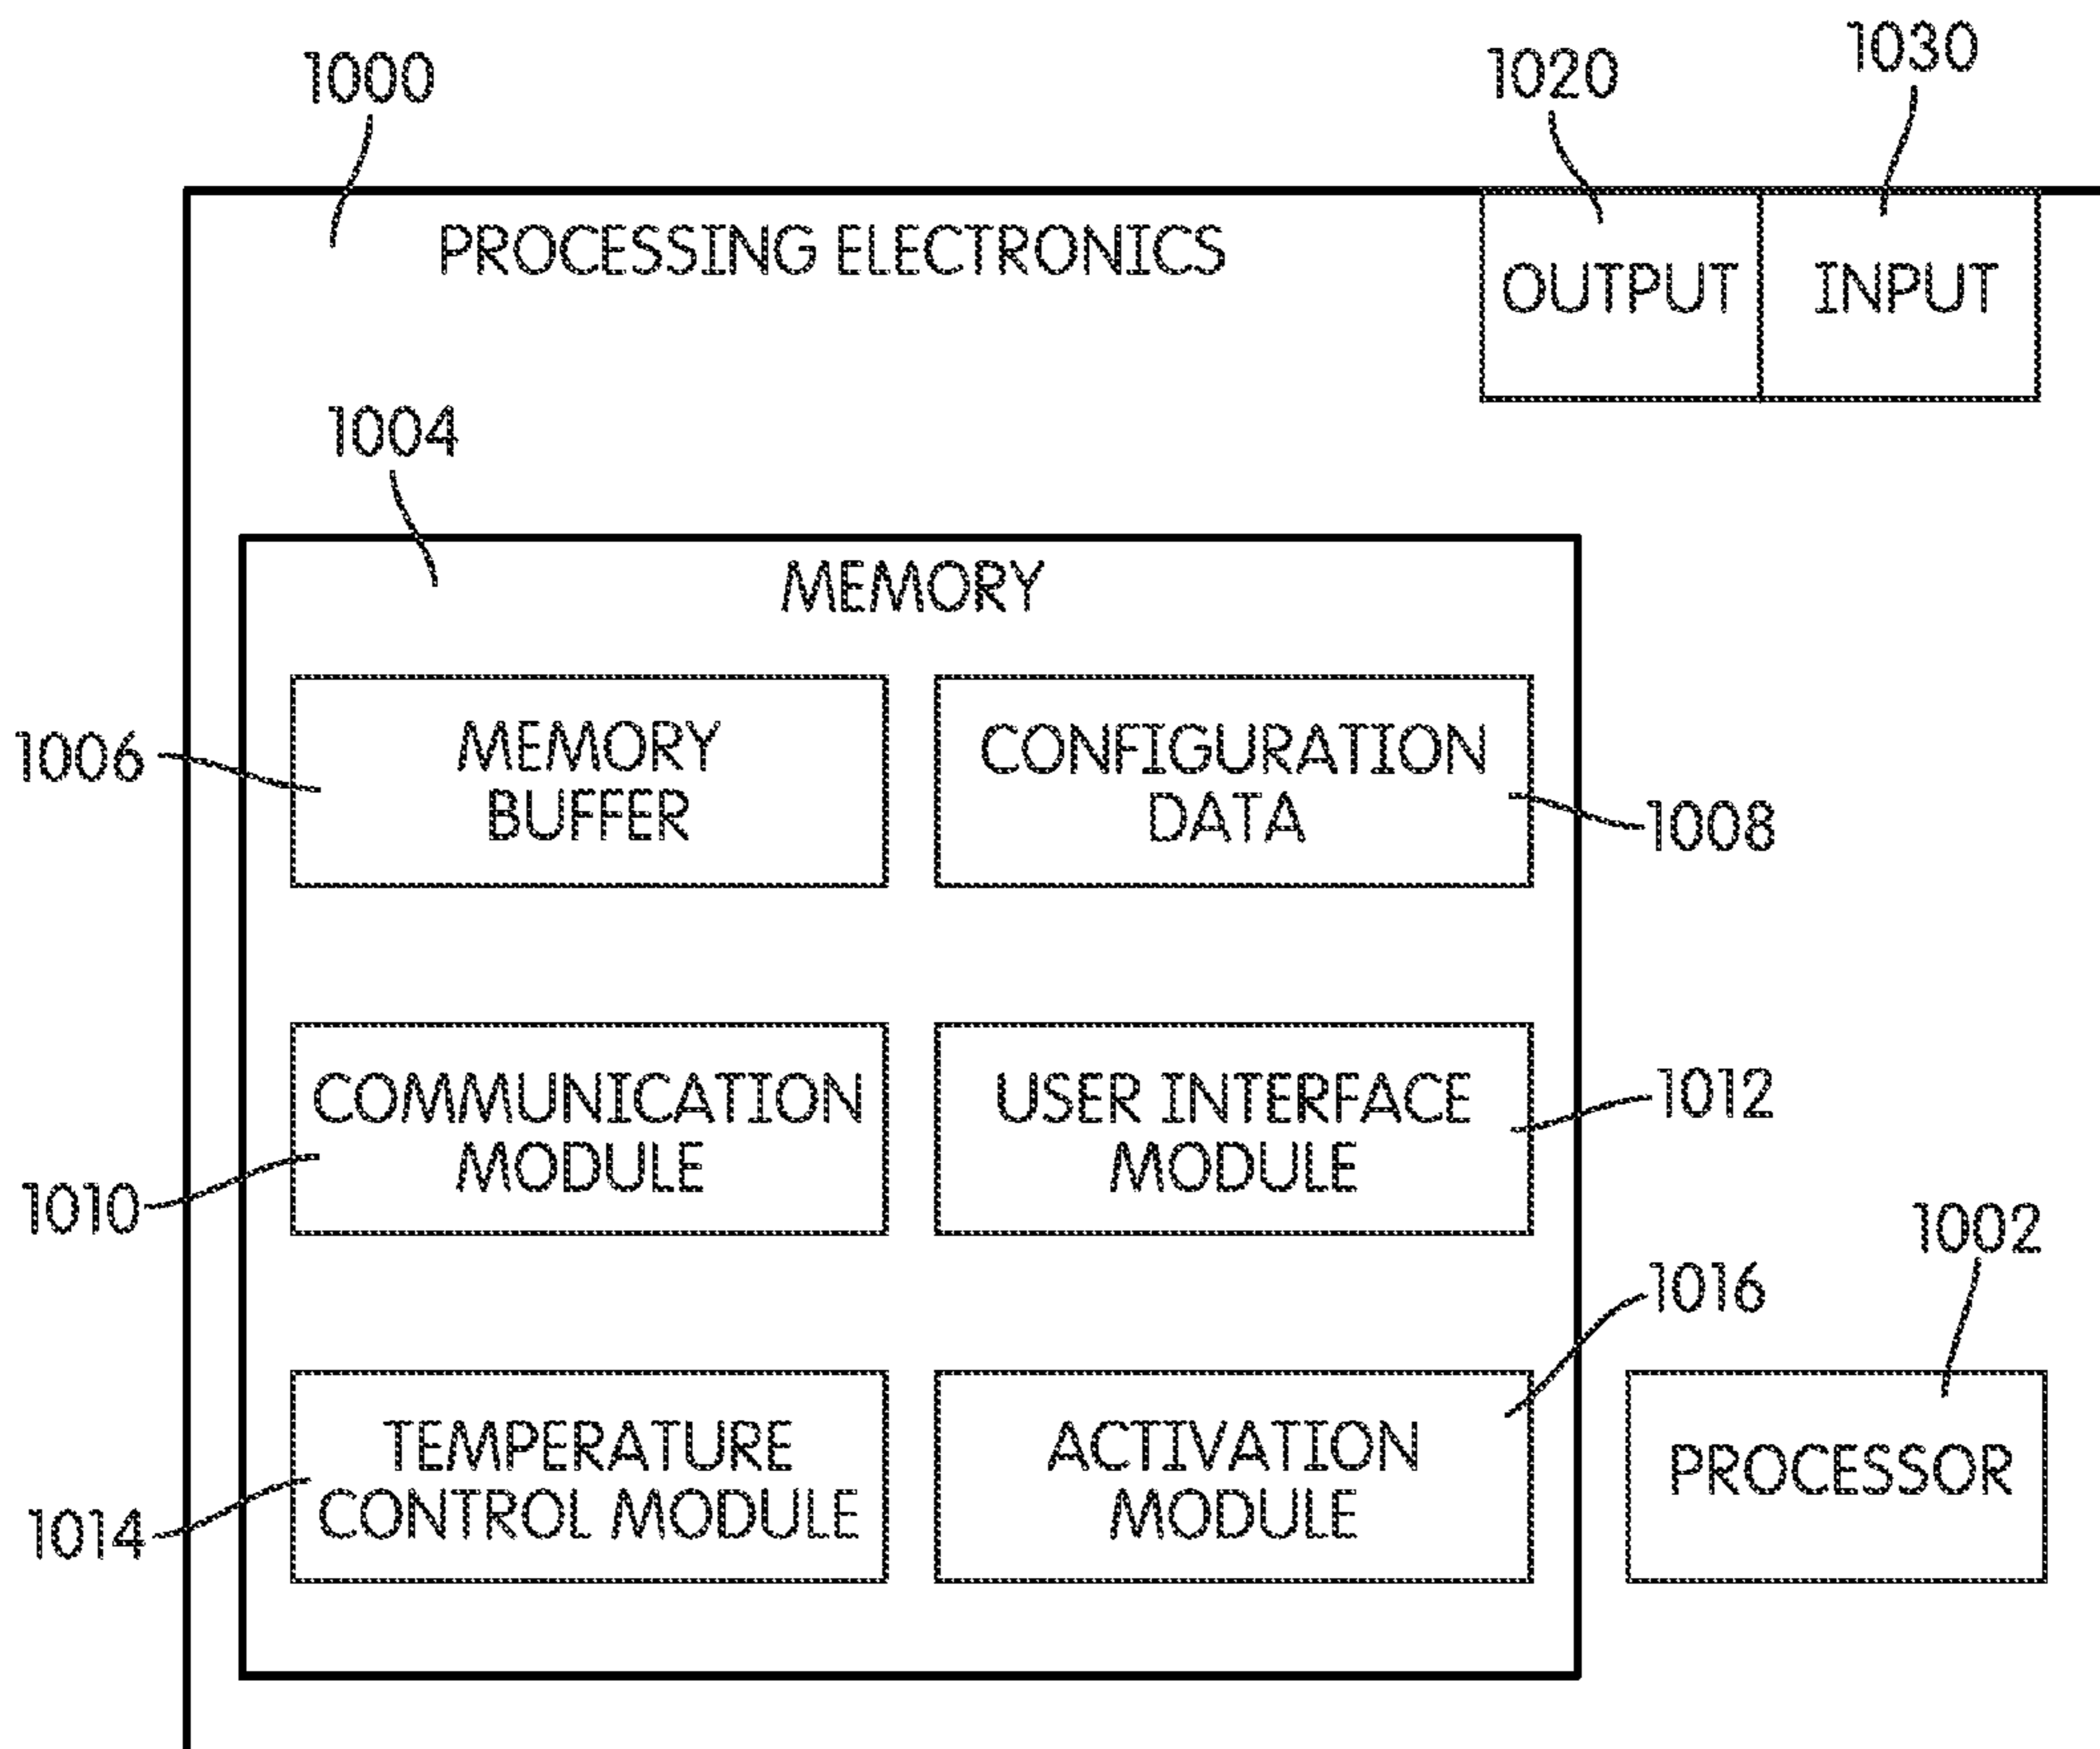 1000
1020
1030
PROCESSING ELECTRONICS
OUTPUT
INPUT
1004
MEMORY
1006
MEMORY
BUFFER
CONFIGURATION
DATA
1008
COMMUNICATION
MODULE
1010
USER INTERFACE
MODULE
1012
1002
1016
TEMPERATURE
CONTROL MODULE
1014
ACTIVATION
MODULE
PROCESSOR